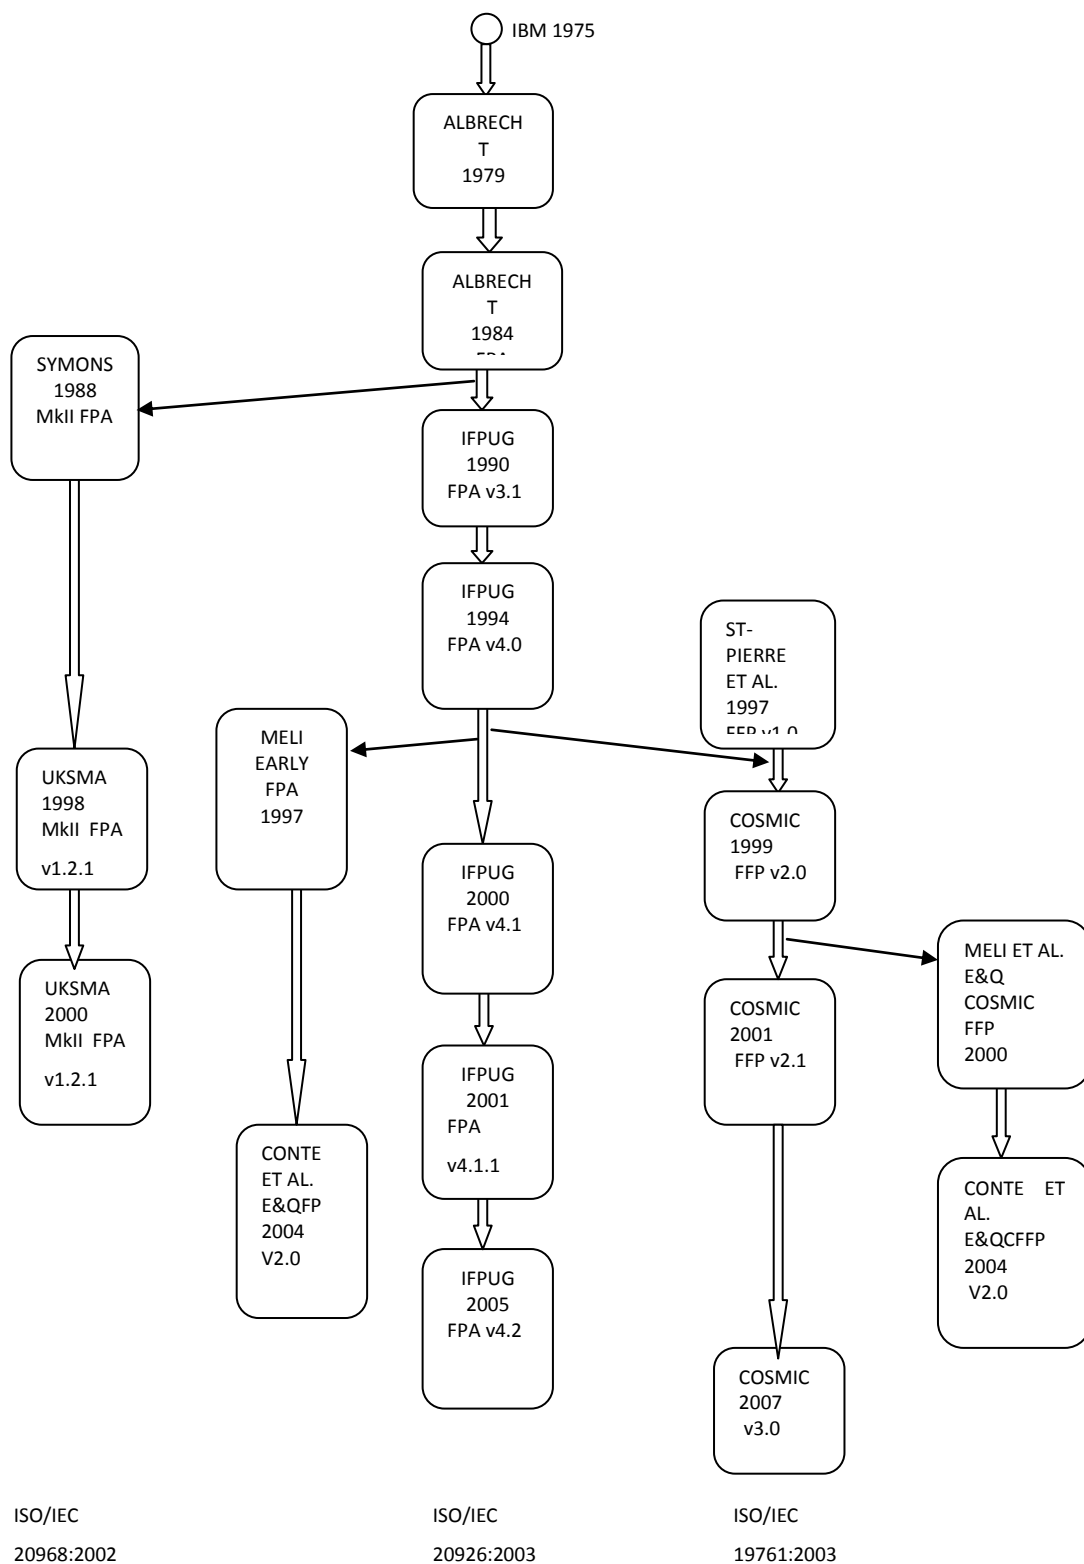 IBM 1975
ALBRECH
T
1979
ALBRECH
T
1984
FPA
SYMONS
1988
MkII FPA
IFPUG
1990
FPA v3.1
IFPUG
1994
FPA v4.0
ST-
PIERRE
ET AL.
1997
FFP v1.0
MELI
EARLY
FPA
1997
UKSMA
1998
MkII FPA
v1.2.1
COSMIC
1999
FFP v2.0
IFPUG
2000
FPA v4.1
MELI ET AL.
E&Q
COSMIC
FFP
2000
UKSMA
2000
MkII FPA
v1.2.1
COSMIC
2001
FFP v2.1
IFPUG
2001
FPA
v4.1.1
CONTE
ET AL.
E&QFP
2004
V2.0
CONTE ET
AL.
E&QCFFP
2004
V2.0
IFPUG
2005
FPA v4.2
COSMIC
2007
v3.0
ISO/IEC
20968:2002
ISO/IEC
20926:2003
ISO/IEC
19761:2003